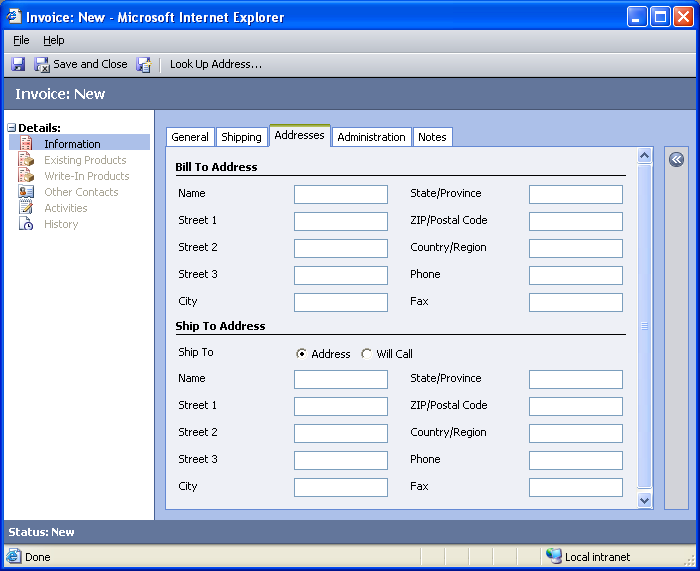 Invoice: New - Microsoft Internet Explorer
File Help
Save and Close Look Up Address...
Invoice: New
Details:
Information
Existing Products
Write-In Products
Other Contacts
Activities
History
General Shipping Addresses Administration Notes
Bill To Address
Name State/Province
Street 1 ZIP/Postal Code
Street 2 Country/Region
Street 3 Phone
City Fax
Ship To Address
Ship To Address Will Call
Name State/Province
Street 1 ZIP/Postal Code
Street 2 Country/Region
Street 3 Phone
City Fax
Status: New
Done Local intranet